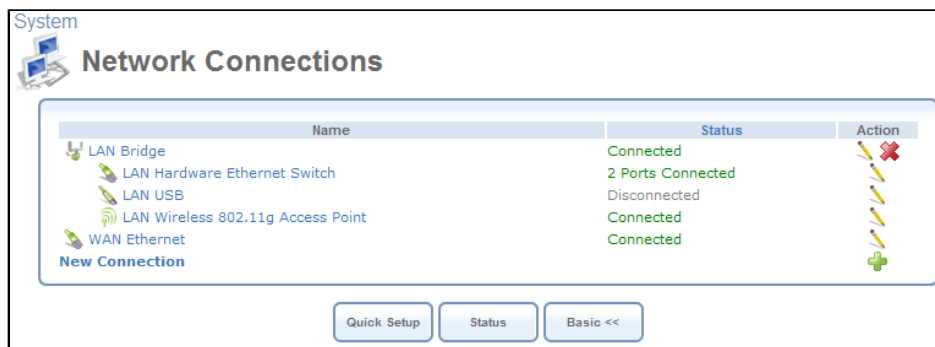 System
Network Connections
Name Status Action
LAN Bridge Connected
LAN Hardware Ethernet Switch 2 Ports Connected
LAN USB Disconnected
LAN Wireless 802.11g Access Point Connected
WAN Ethernet Connected
New Connection
Quick Setup Status Basic <<